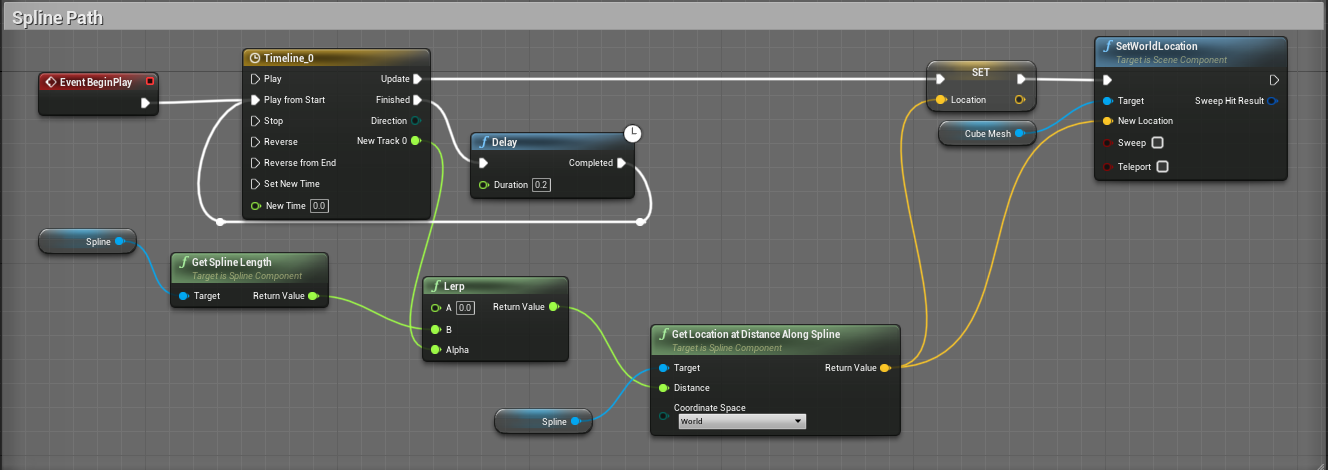 Spline Path
Event BeginPlay
Timeline_0
Play
Update
Play from Start
Finished
Stop
Direction
Reverse
New Track 0
Reverse from End
Set New Time
New Time 0.0
f Delay
Completed
Duration 0.2
SET
Location
Cube Mesh
f SetWorldLocation
Target is Scene Component
Target
Sweep Hit Result
New Location
Sweep
Teleport
Spline
f Get Spline Length
Target is Spline Component
Target
Return Value
f Lerp
A 0.0
Return Value
B
Alpha
Spline
f Get Location at Distance Along Spline
Target is Spline Component
Target
Return Value
Distance
Coordinate Space
World